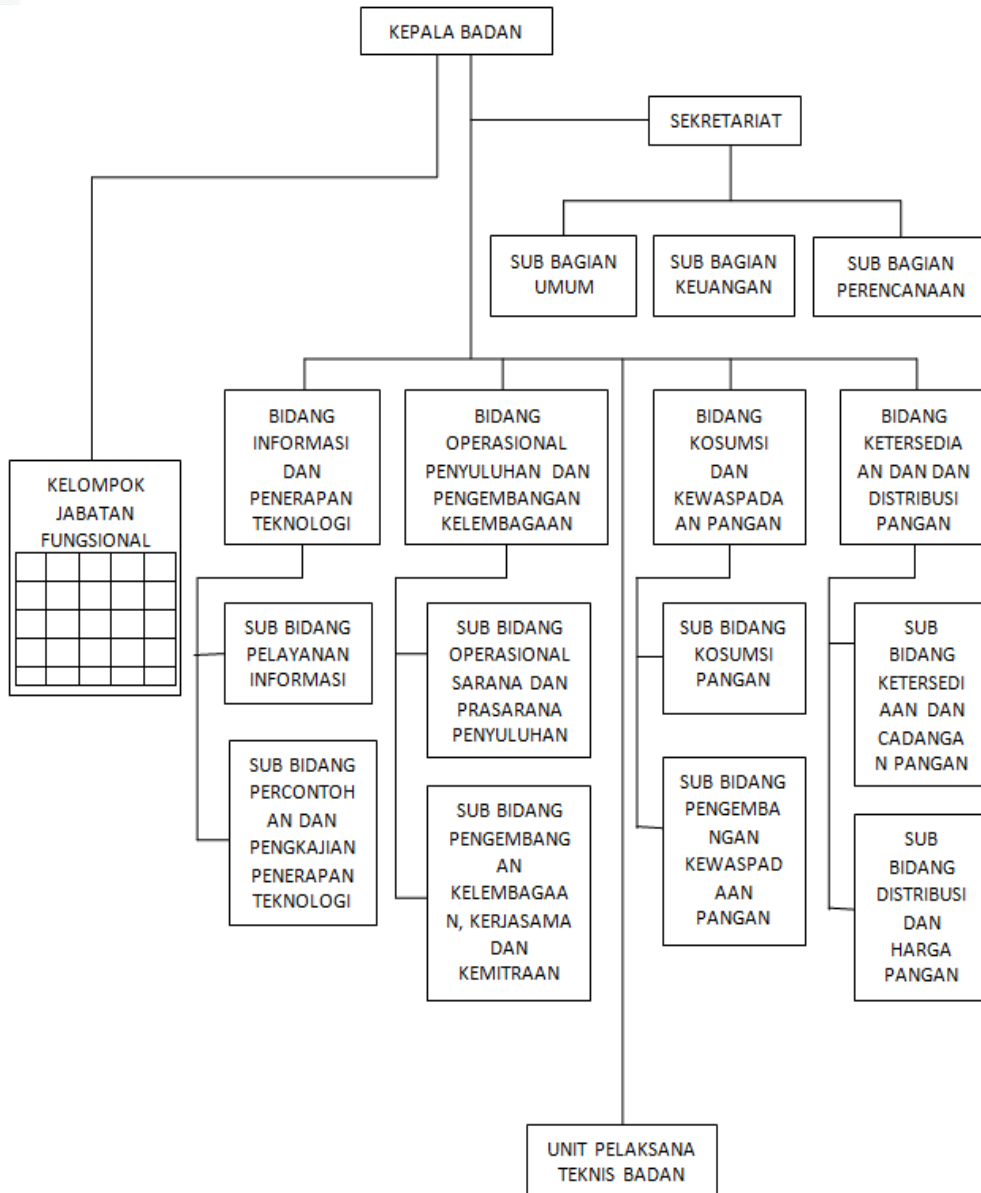 KEPALA BADAN
SEKRETARIAT
SUB BAGIAN
UMUM
SUB BAGIAN
KEUANGAN
SUB BAGIAN
PERENCANAAN
KELOMPOK
JABATAN
FUNGSIONAL
BIDANG
INFORMASI
DAN
PENERAPAN
TEKNOLOGI
BIDANG
OPERASIONAL
PENYULUHAN DAN
PENGEMBANGAN
KELEMBAGAAN
BIDANG
KOSUMSI
DAN
KEWASPADA
AN PANGAN
BIDANG
KETERSEDIA
AN DAN DAN
DISTRIBUSI
PANGAN
SUB BIDANG
PELAYANAN
INFORMASI
SUB BIDANG
OPERASIONAL
SARANA DAN
PRASARANA
PENYULUHAN
SUB BIDANG
KOSUMSI
PANGAN
SUB
BIDANG
KETERSEDI
AAN DAN
CADANGA
N PANGAN
SUB BIDANG
PERCONTOH
AN DAN
PENGKAJIAN
PENERAPAN
TEKNOLOGI
SUB BIDANG
PENGEMBANG
AN
KELEMBAGAA
N, KERJASAMA
DAN
KEMITRAAN
SUB BIDANG
PENGEMBA
NGAN
KEWASPAD
AAN
PANGAN
SUB
BIDANG
DISTRIBUSI
DAN
HARGA
PANGAN
UNIT PELAKSANA
TEKNIS BADAN